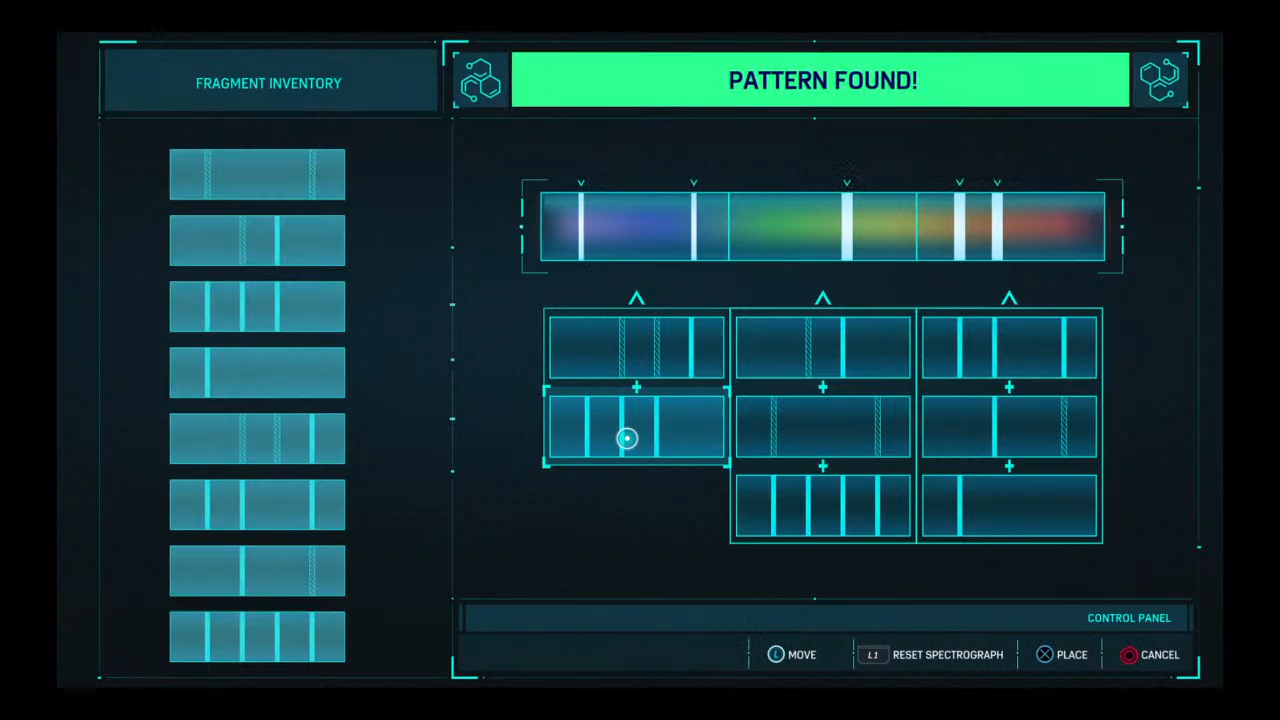 FRAGMENT INVENTORY
PATTERN FOUND!
CONTROL PANEL
L MOVE
L1 RESET SPECTROGRAPH
PLACE
CANCEL